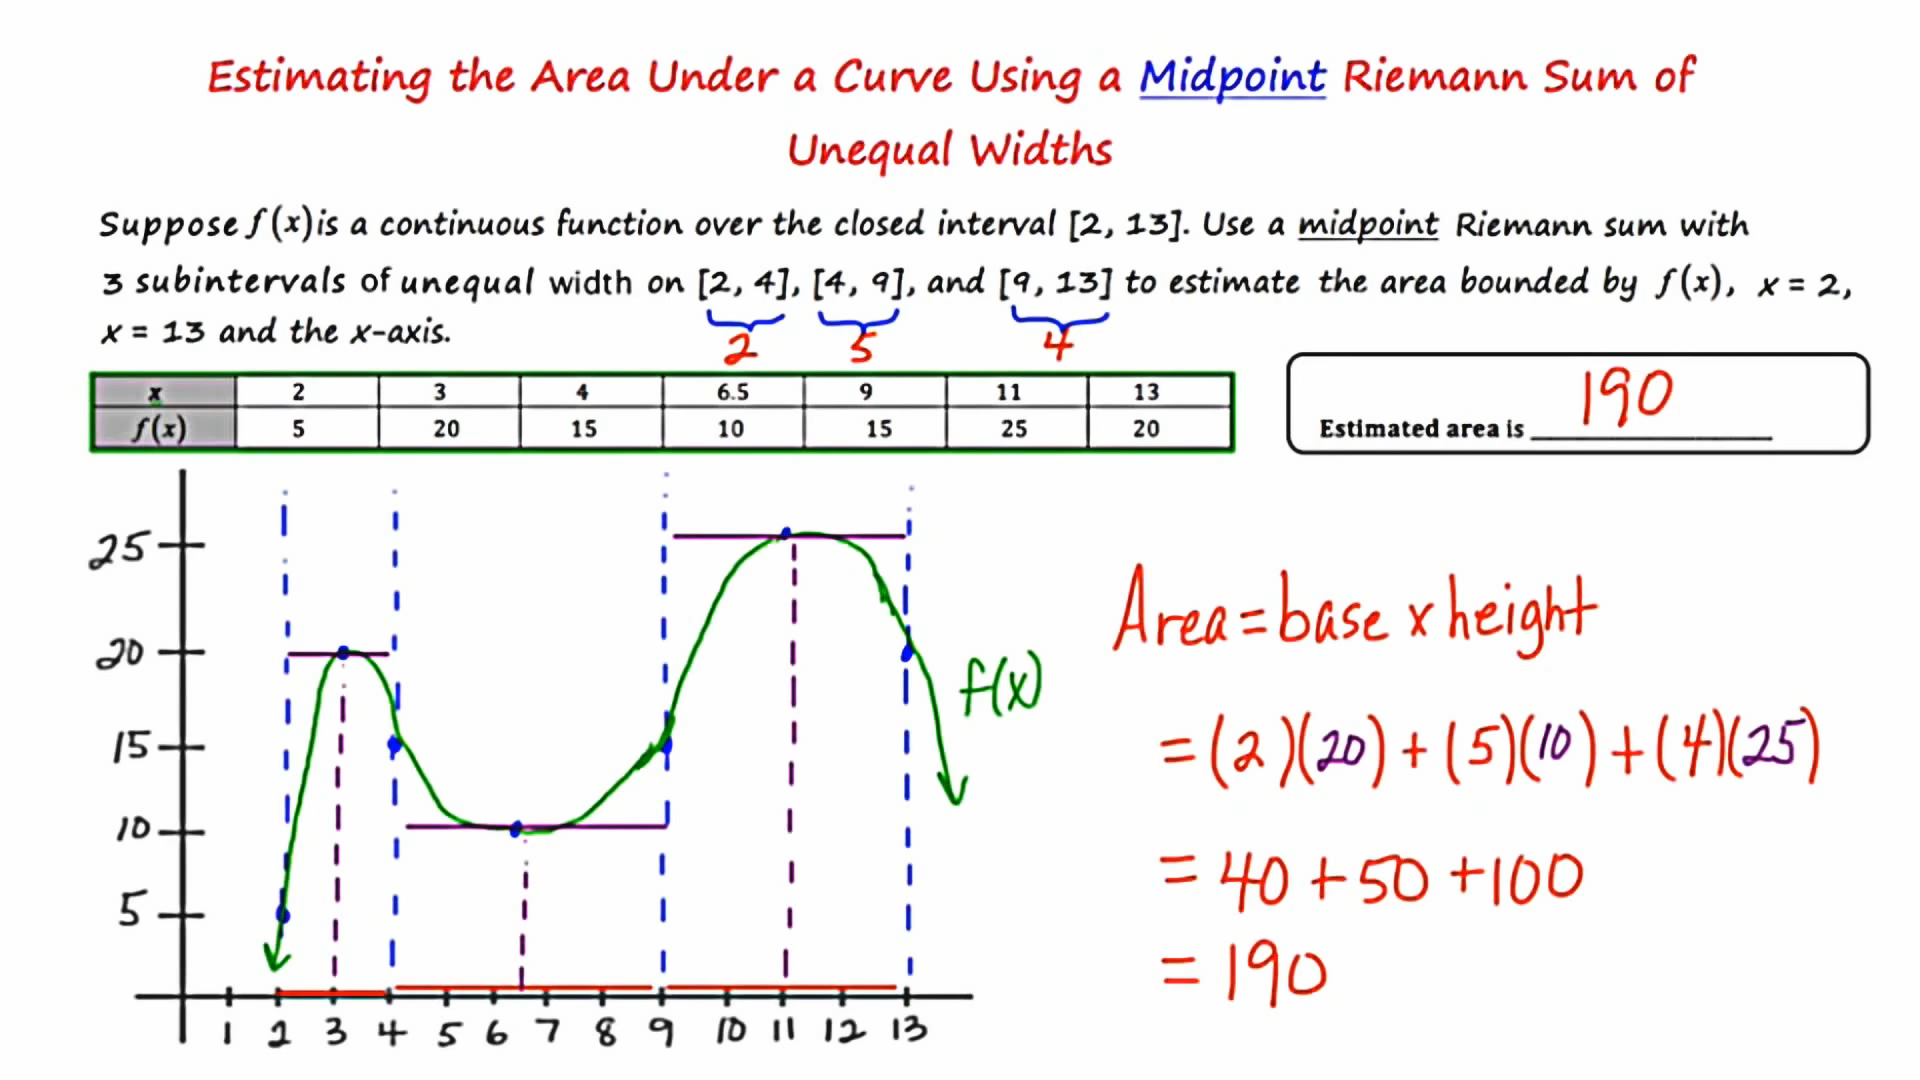 Estimating the Area Under a Curve Using a Midpoint Riemann Sum of
Unequal Widths
Suppose f(x) is a continuous function over the closed interval [2, 13]. Use a midpoint Riemann sum with
3 subintervals of unequal width on [2, 4], [4, 9], and [9, 13] to estimate the area bounded by f(x), x = 2,
x = 13 and the x-axis.
2 5 4
x 2 3 4 6.5 9 11 13
f(x) 5 20 15 10 15 25 20
190
Estimated area is
25
20
15
10
5
f(x)
1 2 3 4 5 6 7 8 9 10 11 12 13
Area = base x height
= (2)(20) + (5)(10) + (4)(25)
= 40 + 50 + 100
= 190